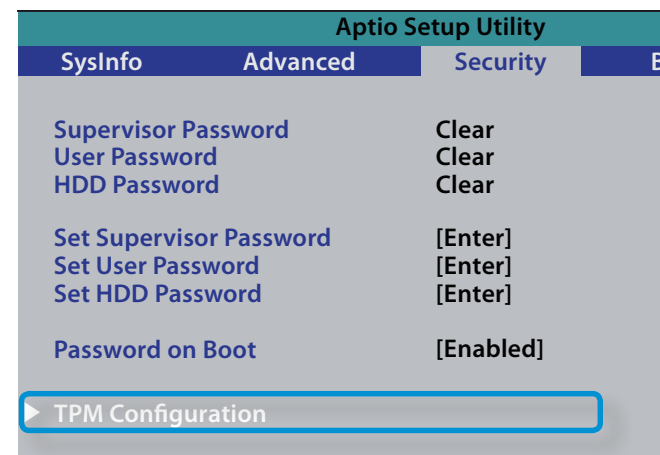 Aptio Setup Utility
SysInfo Advanced Security
Supervisor Password Clear
User Password Clear
HDD Password Clear
Set Supervisor Password [Enter]
Set User Password [Enter]
Set HDD Password [Enter]
Password on Boot [Enabled]
TPM Configuration